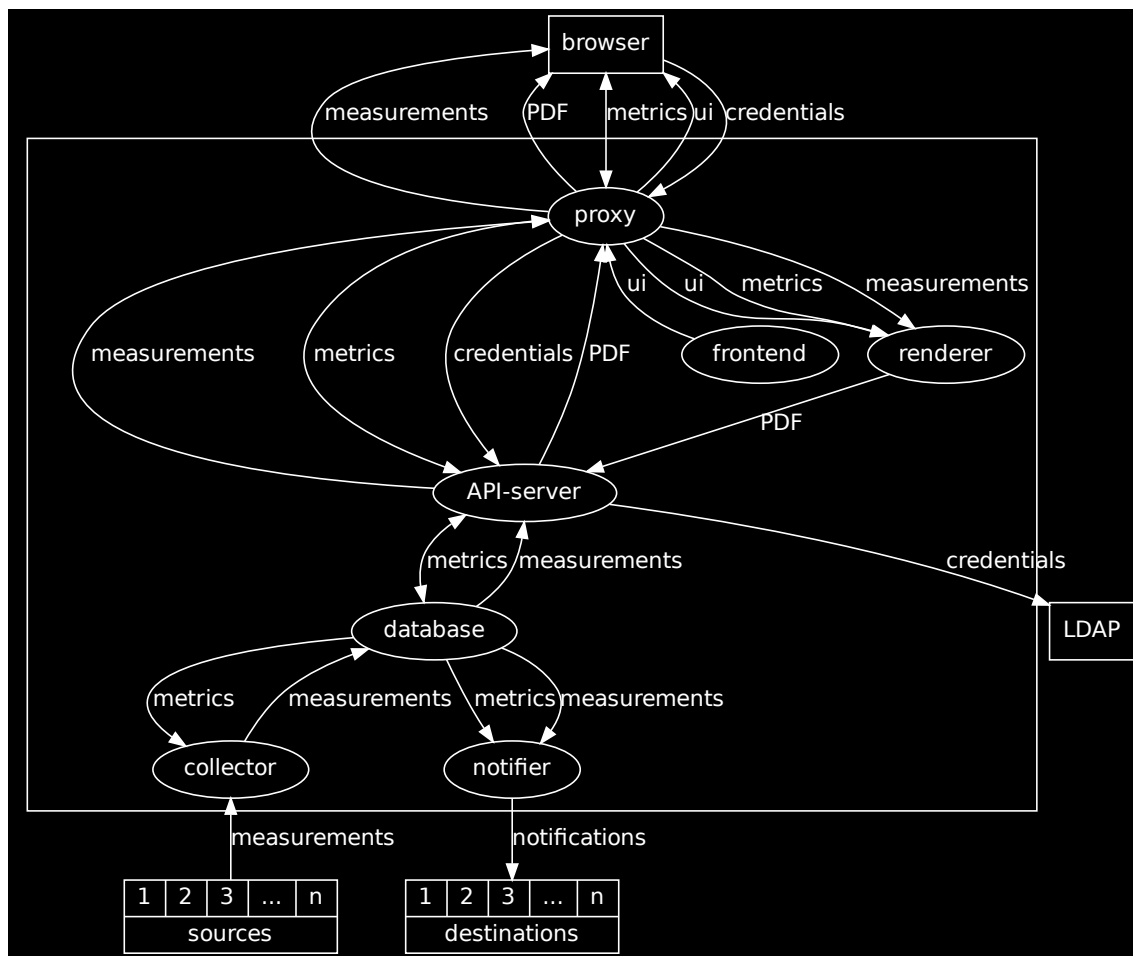 browser
measurements
PDF
metrics
ui
credentials
proxy
ui
ui
metrics
measurements
measurements
metrics
credentials
PDF
frontend
renderer
PDF
API-server
metrics
measurements
credentials
database
LDAP
metrics
measurements
metrics
measurements
collector
notifier
measurements
notifications
1 2 3 ... n
sources
1 2 3 ... n
destinations